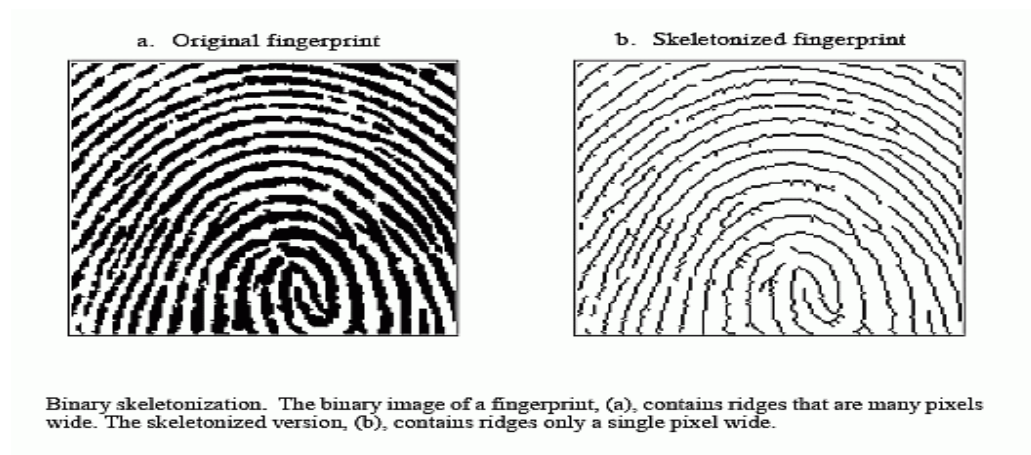 a. Original fingerprint
b. Skeletonized fingerprint
Binary skeletonization. The binary image of a fingerprint, (a), contains ridges that are many pixels
wide. The skeletonized version, (b), contains ridges only a single pixel wide.